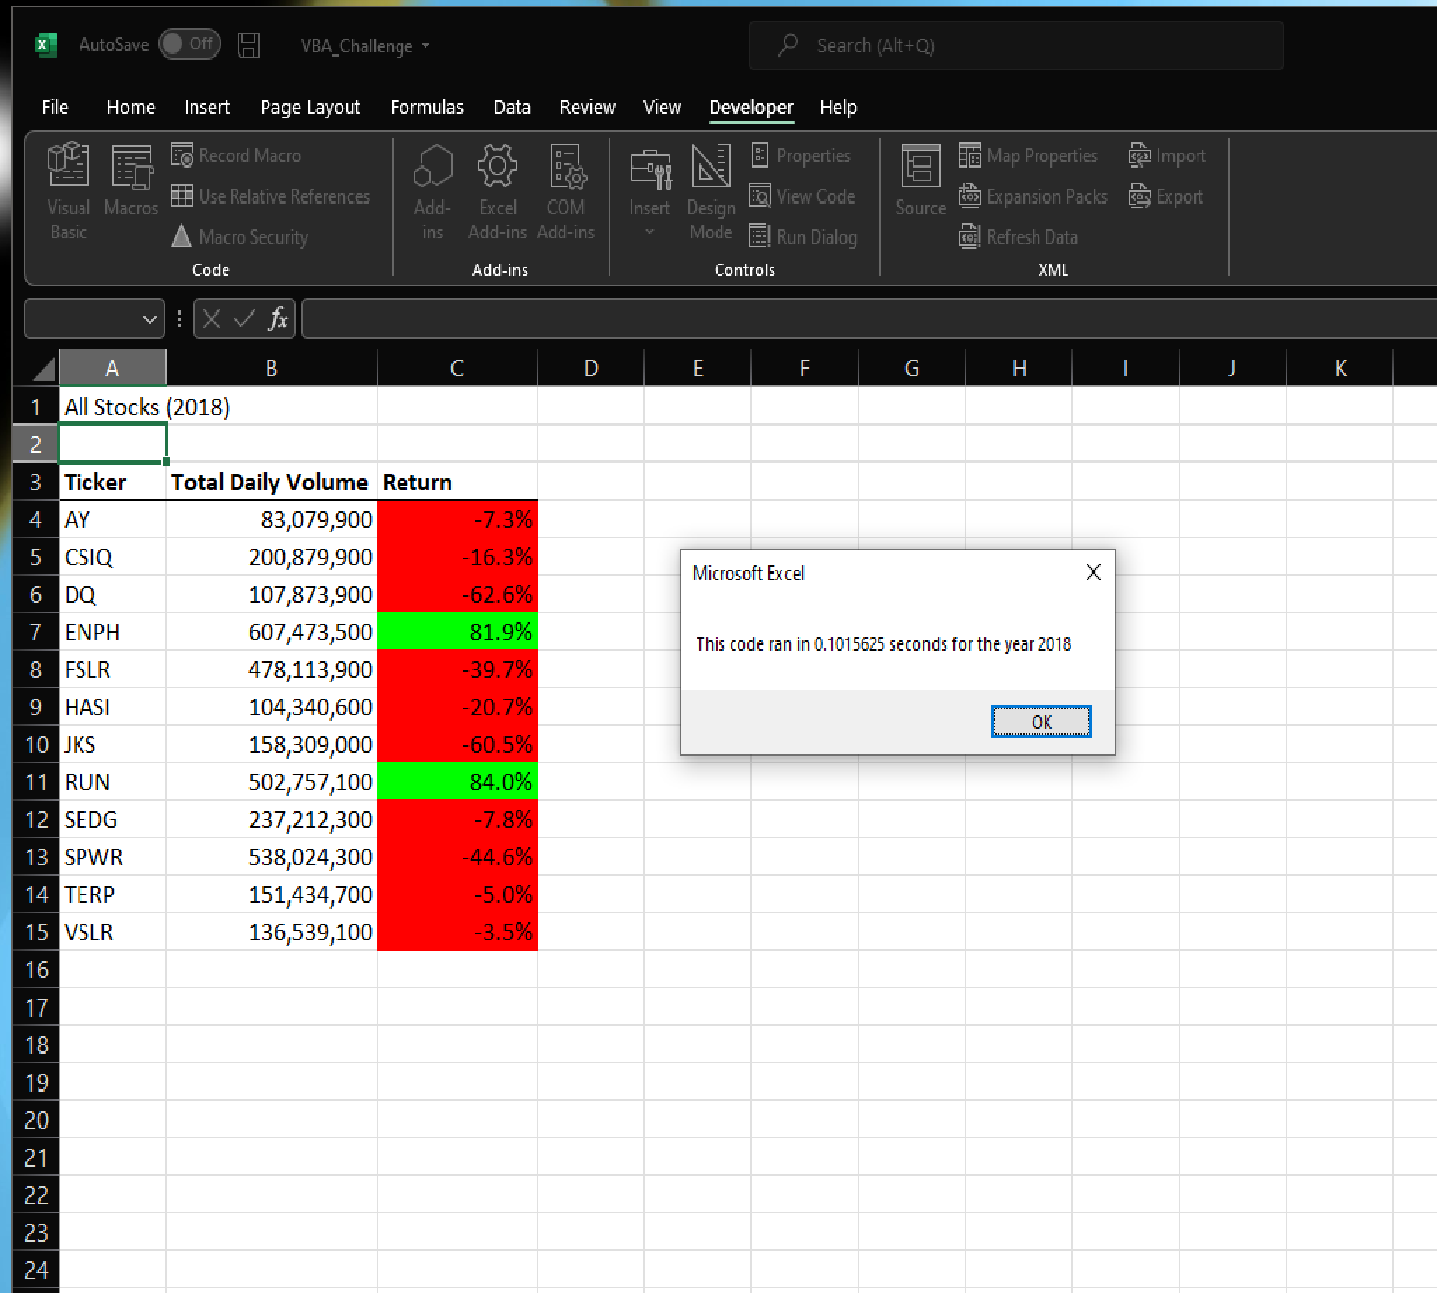 AutoSave Off VBA_Challenge Search (Alt+Q)
File Home Insert Page Layout Formulas Data Review View Developer Help
Visual Basic
Macros
Record Macro
Use Relative References
Macro Security
Code
Add-ins
Excel Add-ins
COM Add-ins
Add-ins
Insert
Design Mode
Properties
View Code
Run Dialog
Controls
Source
Map Properties
Expansion Packs
Refresh Data
Import
Export
XML
fx
A B C D E F G H I J K
1 All Stocks (2018)
2
3 Ticker Total Daily Volume Return
4 AY 83,079,900 -7.3%
5 CSIQ 200,879,900 -16.3%
6 DQ 107,873,900 -62.6%
7 ENPH 607,473,500 81.9%
8 FSLR 478,113,900 -39.7%
9 HASI 104,340,600 -20.7%
10 JKS 158,309,000 -60.5%
11 RUN 502,757,100 84.0%
12 SEDG 237,212,300 -7.8%
13 SPWR 538,024,300 -44.6%
14 TERP 151,434,700 -5.0%
15 VSLR 136,539,100 -3.5%
16
17
18
19
20
21
22
23
24
Microsoft Excel
This code ran in 0.1015625 seconds for the year 2018
OK